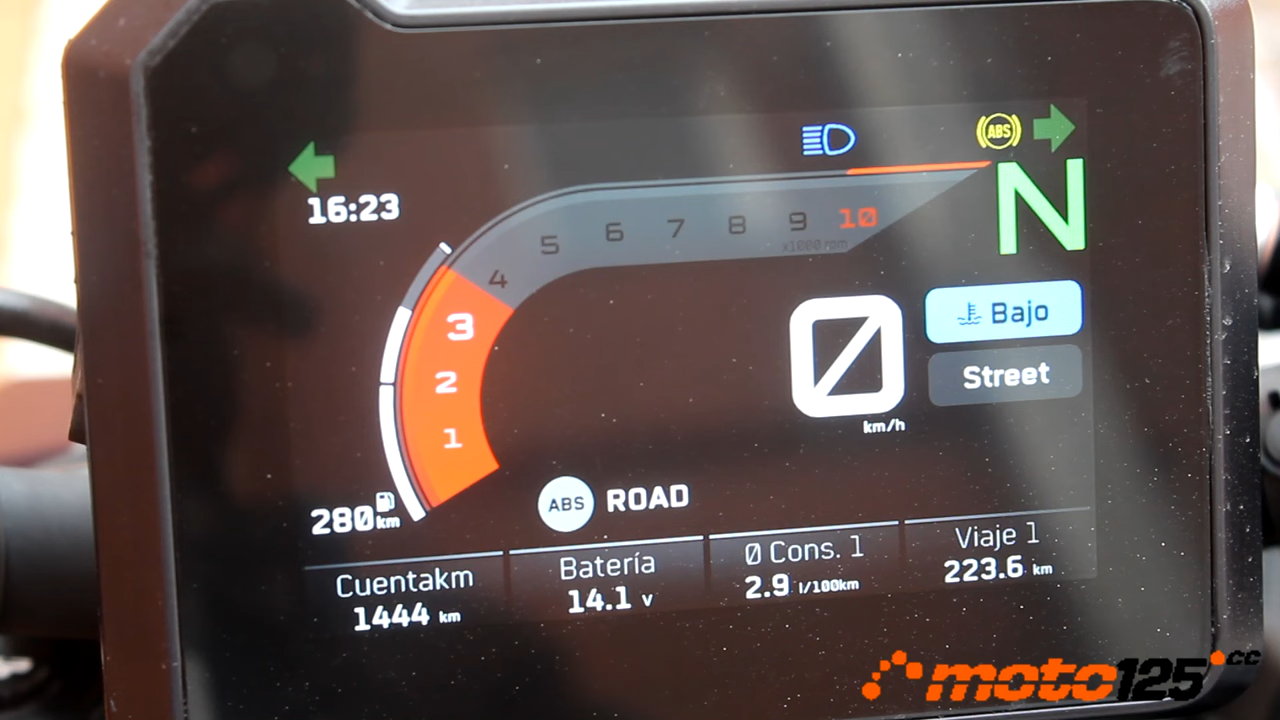 ABS
16:23
N
5 6 7 8 9 10
x1000 rpm
4
3
2
1
0
km/h
Bajo
Street
280 km
ABS ROAD
Cuentakm
1444 km
Batería
14.1 v
Ø Cons. 1
2.9 l/100km
Viaje 1
223.6 km
moto125.cc